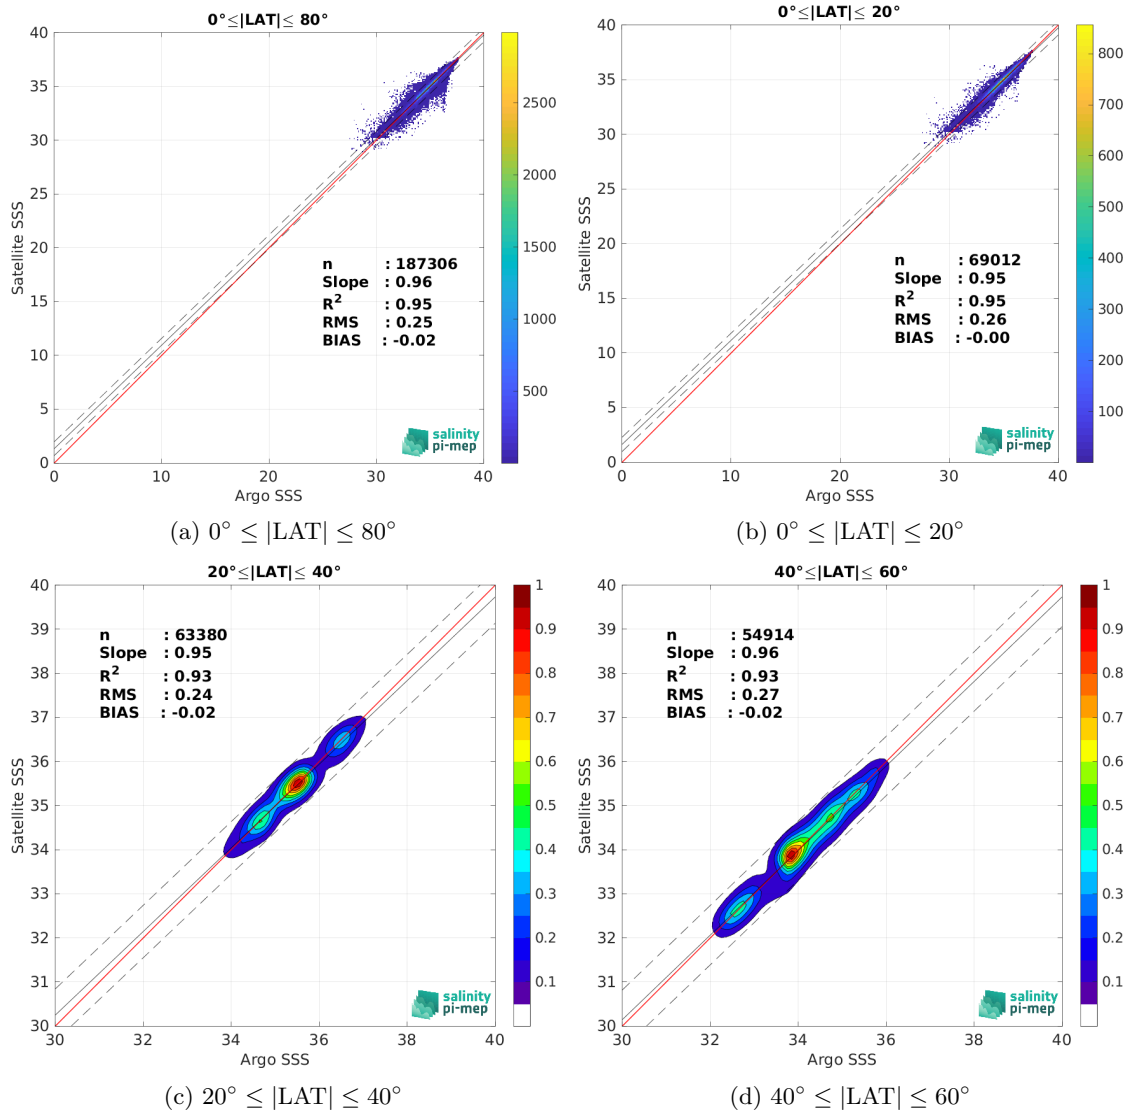 0°≤|LAT|≤ 80°
40
35
30
25
20
15
10
5
0
Satellite SSS
n : 187306
Slope : 0.96
R² : 0.95
RMS : 0.25
BIAS : -0.02
salinity
pi-mep
0 10 20 30 40
Argo SSS
2500
2000
1500
1000
500
(a) 0° ≤ |LAT| ≤ 80°
0°≤|LAT|≤ 20°
40
35
30
25
20
15
10
5
0
Satellite SSS
n : 69012
Slope : 0.95
R² : 0.95
RMS : 0.26
BIAS : -0.00
salinity
pi-mep
0 10 20 30 40
Argo SSS
800
700
600
500
400
300
200
100
(b) 0° ≤ |LAT| ≤ 20°
20°≤|LAT|≤ 40°
40
39
38
37
36
35
34
33
32
31
30
Satellite SSS
n : 63380
Slope : 0.95
R² : 0.93
RMS : 0.24
BIAS : -0.02
salinity
pi-mep
30 32 34 36 38 40
Argo SSS
1
0.9
0.8
0.7
0.6
0.5
0.4
0.3
0.2
0.1
(c) 20° ≤ |LAT| ≤ 40°
40°≤|LAT|≤ 60°
40
39
38
37
36
35
34
33
32
31
30
Satellite SSS
n : 54914
Slope : 0.96
R² : 0.93
RMS : 0.27
BIAS : -0.02
salinity
pi-mep
30 32 34 36 38 40
Argo SSS
1
0.9
0.8
0.7
0.6
0.5
0.4
0.3
0.2
0.1
(d) 40° ≤ |LAT| ≤ 60°